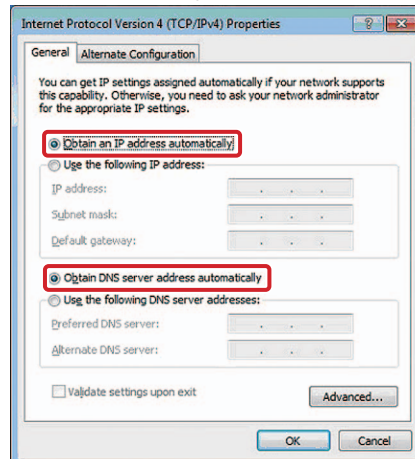 Internet Protocol Version 4 (TCP/IPv4) Properties
General
Alternate Configuration
You can get IP settings assigned automatically if your network supports
this capability. Otherwise, you need to ask your network administrator
for the appropriate IP settings.
Obtain an IP address automatically
Use the following IP address:
IP address:
Subnet mask:
Default gateway:
Obtain DNS server address automatically
Use the following DNS server addresses:
Preferred DNS server:
Alternate DNS server:
Validate settings upon exit
Advanced...
OK
Cancel